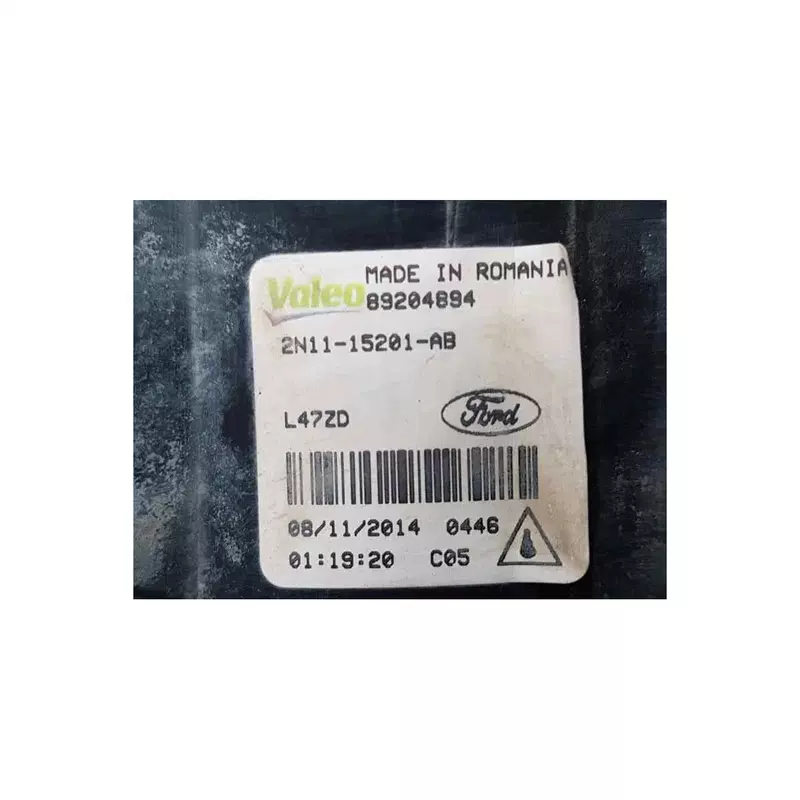 Valeo MADE IN ROMANIA
89204894
2N11-15201-AB
L47ZD Ford
08/11/2014 0446
01:19:20 C05